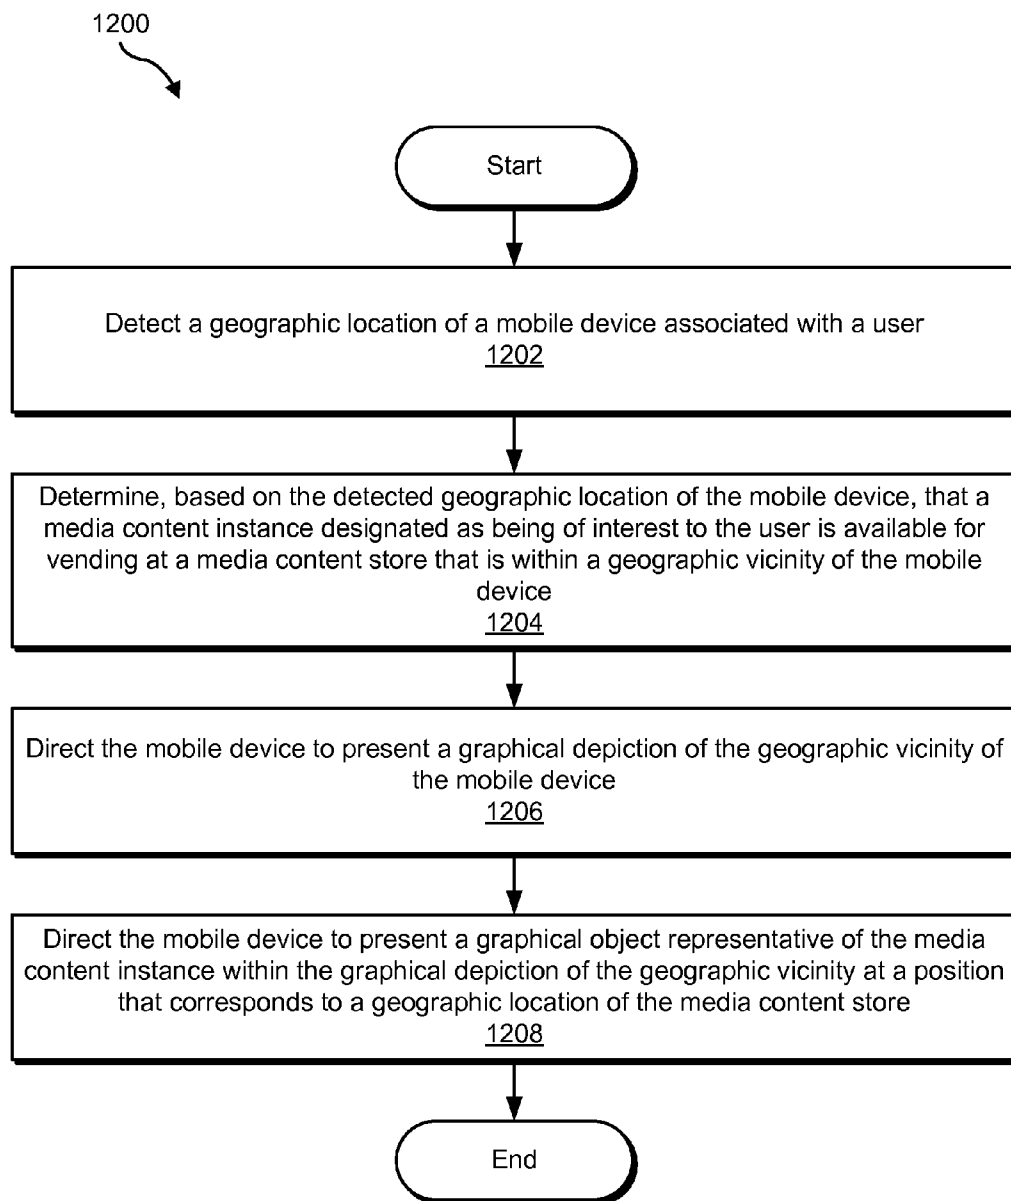 1200
Start
Detect a geographic location of a mobile device associated with a user
1202
Determine, based on the detected geographic location of the mobile device, that a
media content instance designated as being of interest to the user is available for
vending at a media content store that is within a geographic vicinity of the mobile
device
1204
Direct the mobile device to present a graphical depiction of the geographic vicinity of
the mobile device
1206
Direct the mobile device to present a graphical object representative of the media
content instance within the graphical depiction of the geographic vicinity at a position
that corresponds to a geographic location of the media content store
1208
End